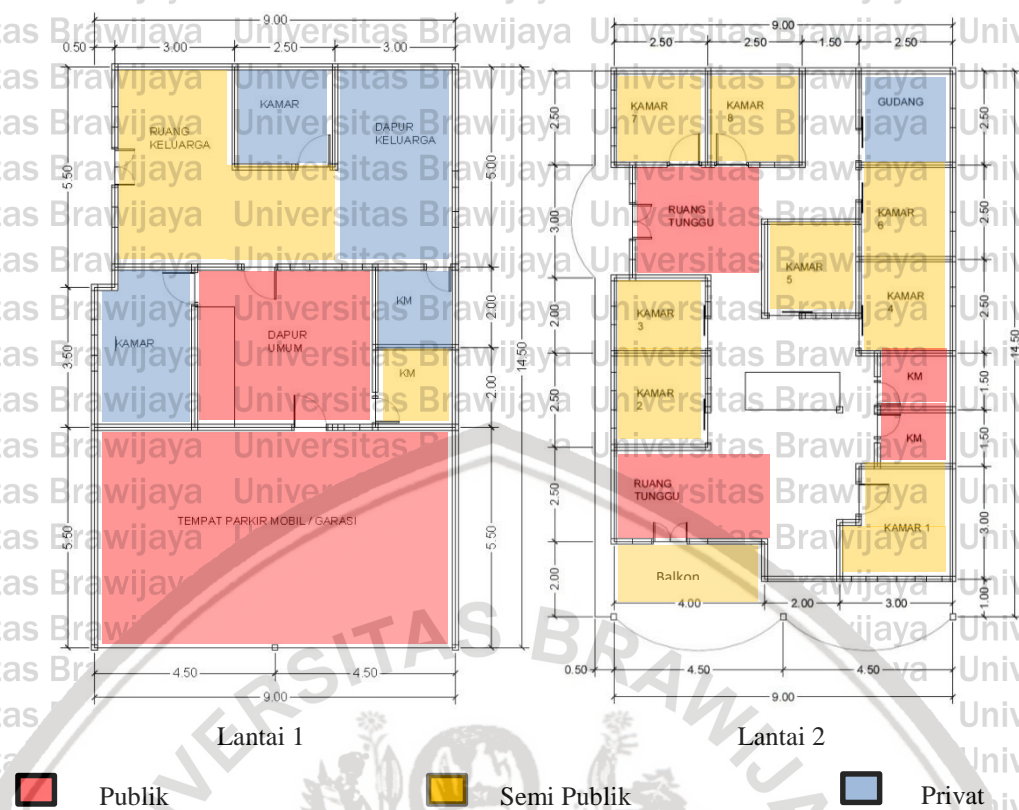 9.00
0.50 3.00 2.50 3.00
KAMAR
RUANG
KELUARGA
DAPUR
KELUARGA
5.50
5.00
KAMAR
DAPUR
UMUM
KM
KM
3.50
2.00
2.00
14.50
TEMPAT PARKIR MOBIL / GARASI
5.50
5.50
4.50 4.50
9.00
Lantai 1
9.00
2.50 2.50 1.50 2.50
KAMAR
7
KAMAR
8
GUDANG
2.50
2.50
RUANG
TUNGGU
KAMAR
6
3.00
2.50
KAMAR
5
KAMAR
4
KAMAR
3
2.00
2.50
14.50
KAMAR
2
KM
KM
2.50
1.50
1.50
RUANG
TUNGGU
KAMAR 1
2.50
3.00
Balkon
2.00
4.00 2.00 3.00
1.00
0.50 4.50 4.50
9.00
Lantai 2
Publik
Semi Publik
Privat
Universitas Brawijaya
UNIVERSITAS BRAWIJA